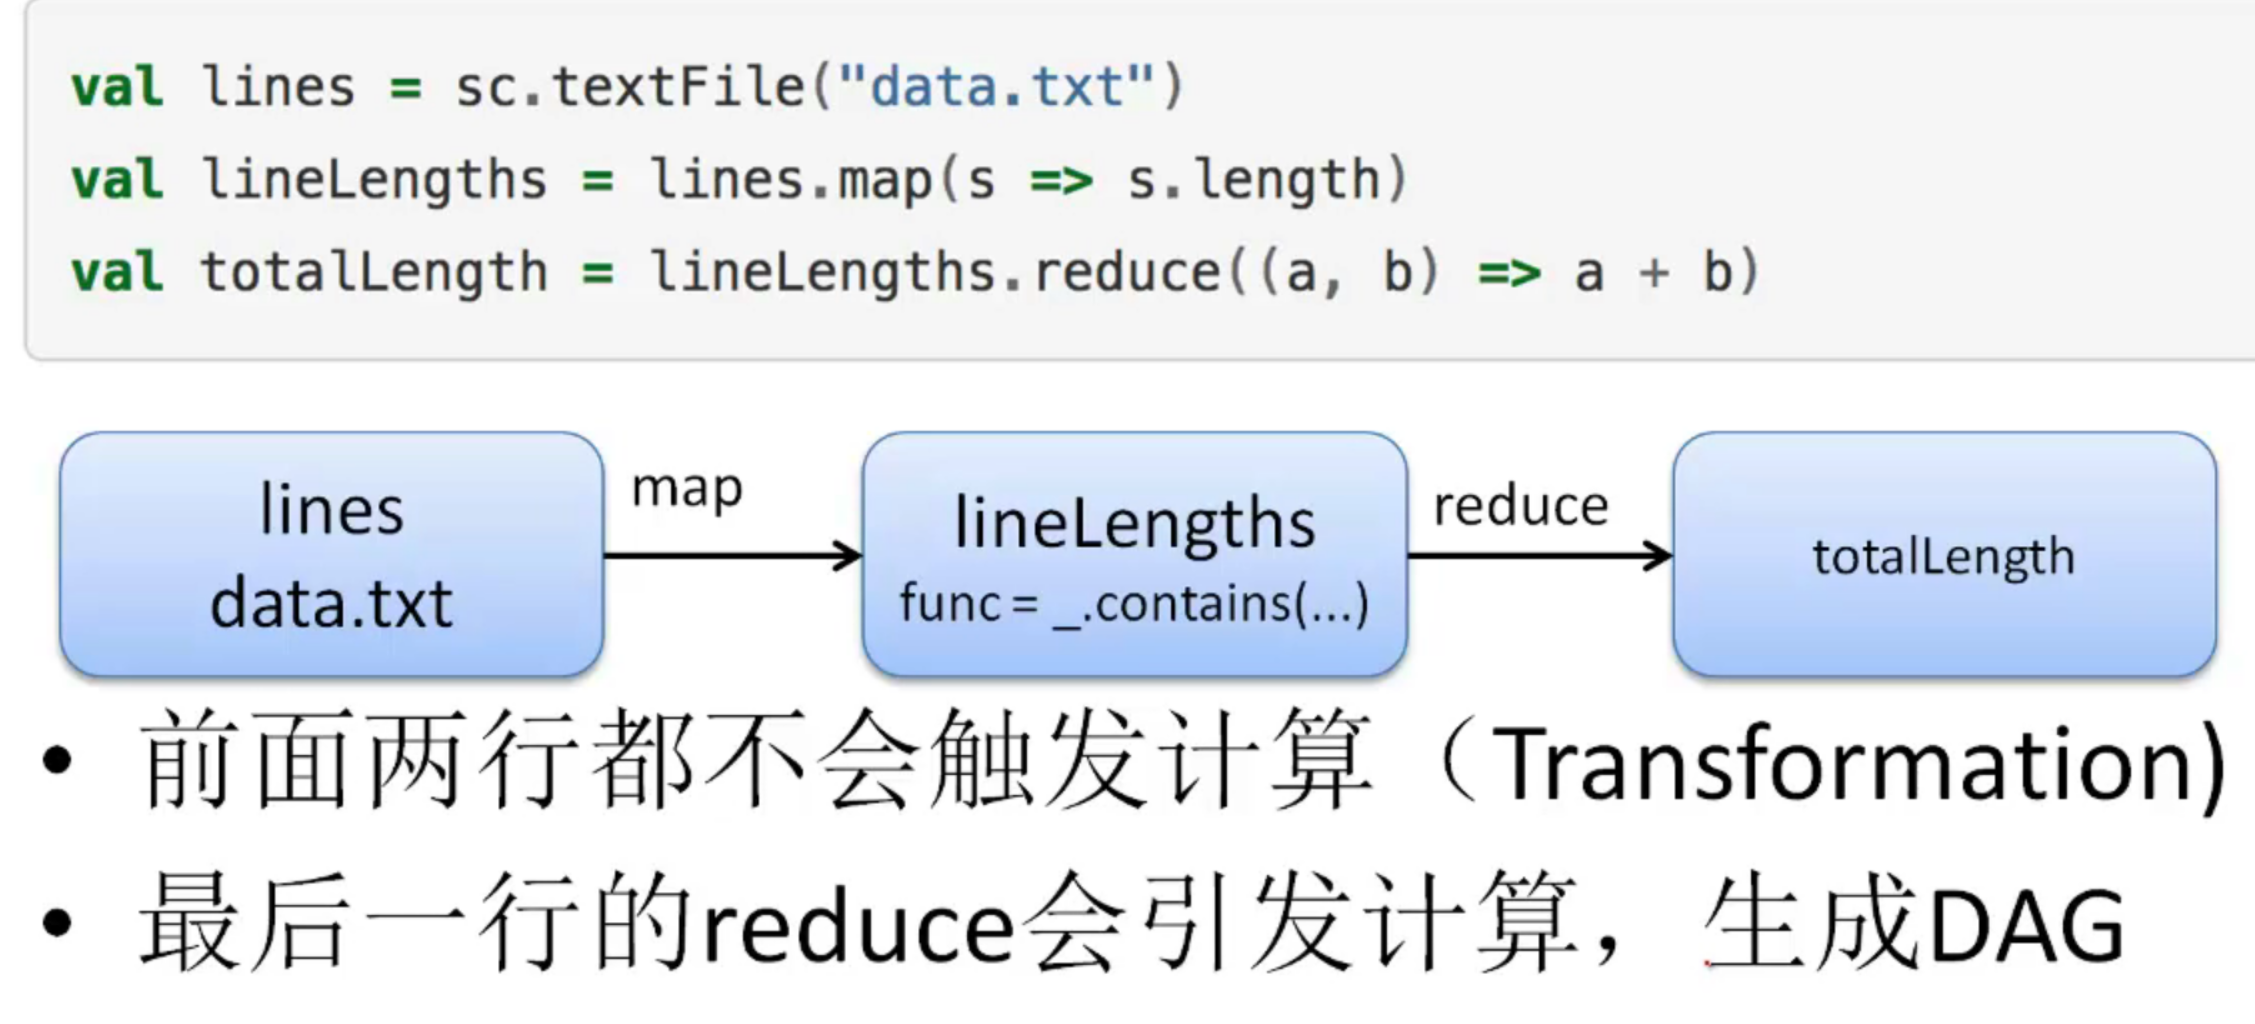 val lines = sc.textFile("data.txt")
val lineLengths = lines.map(s => s.length)
val totalLength = lineLengths.reduce((a, b) => a + b)
lines
data.txt
map
lineLengths
func = _.contains(...)
reduce
totalLength
• 前面两行都不会触发计算（Transformation)
• 最后一行的reduce会引发计算，生成DAG